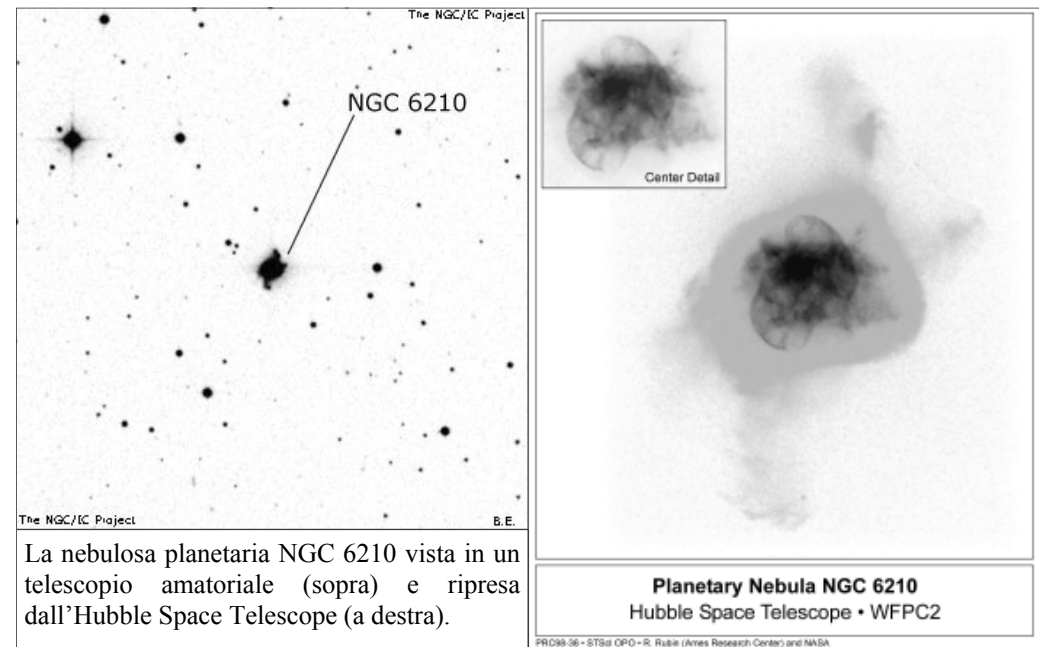 The NGC/IC Project
NGC 6210
The NGC/IC Project
B.E.
La nebulosa planetaria NGC 6210 vista in un
telescopio amatoriale (sopra) e ripresa
dall’Hubble Space Telescope (a destra).
Center Detail
Planetary Nebula NGC 6210
Hubble Space Telescope • WFPC2
PRC98-36 • STScI OPO • R. Rubin (Ames Research Center) and NASA